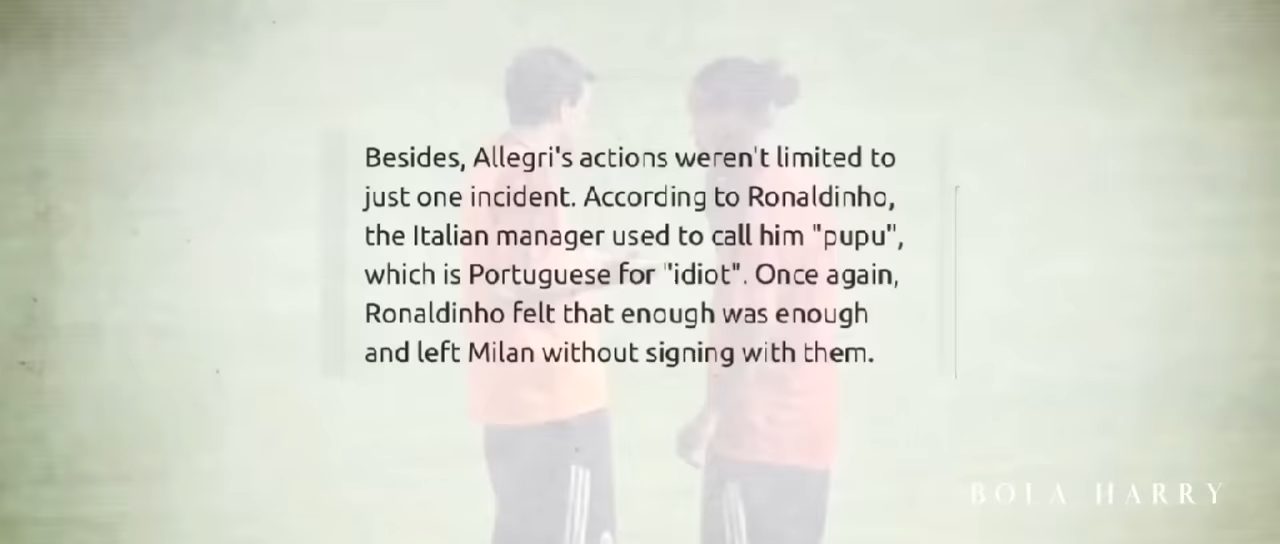 Besides, Allegri's actions weren't limited to
just one incident. According to Ronaldinho,
the Italian manager used to call him "pupu",
which is Portuguese for "idiot". Once again,
Ronaldinho felt that enough was enough
and left Milan without signing with them.
BOLA HARRY